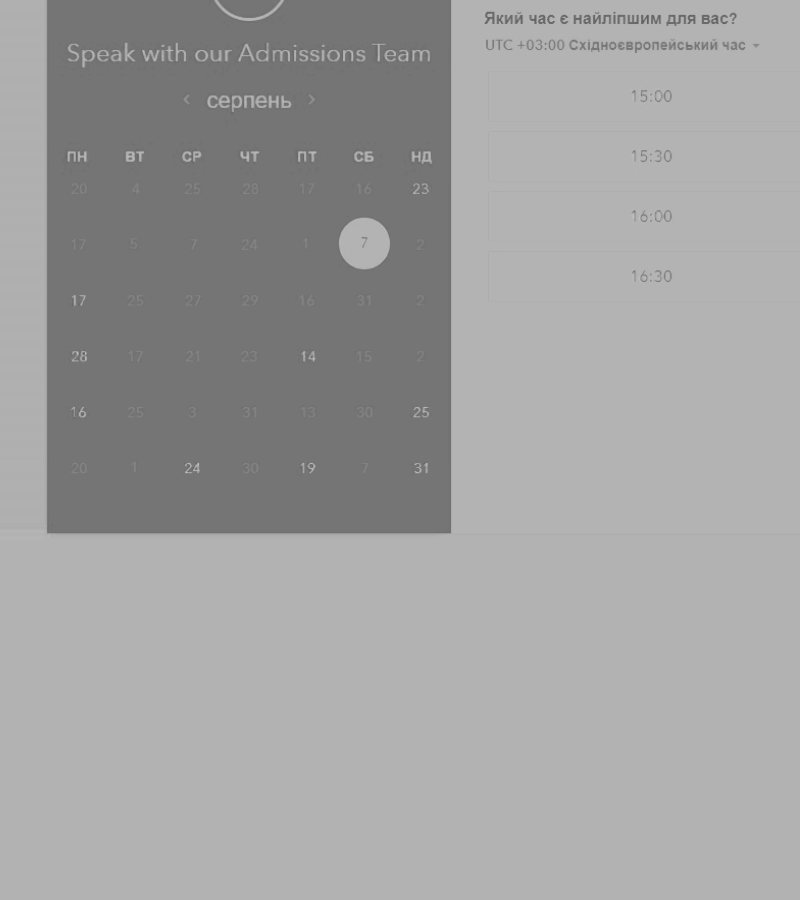 Speak with our Admissions Team
серпень
ПН ВТ СР ЧТ ПТ СБ НД
20 4 25 28 17 16 23
17 5 7 24 1 7 2
17 25 27 29 16 31 2
28 17 21 23 14 15 2
16 25 3 31 13 30 25
20 1 24 30 19 7 31
Який час є найліпшим для вас?
UTC +03:00 Східноєвропейський час
15:00
15:30
16:00
16:30